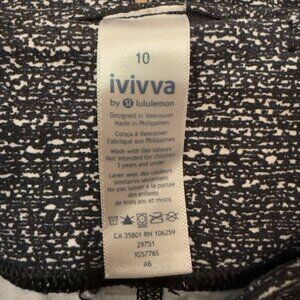 10
ivivva
by lululemon
Designed in Vancouver
Made in Philippines
Conçu à Vancouver
Fabriqué aux Philippines
Wash with like colours
Not intended for children
3 years and under
Laver avec des couleurs
similaires seulement
Ne pas laisser à la portée
des enfants
de trois ans et moins
CA 35801 RN 106259
29751
IG5776S
A6